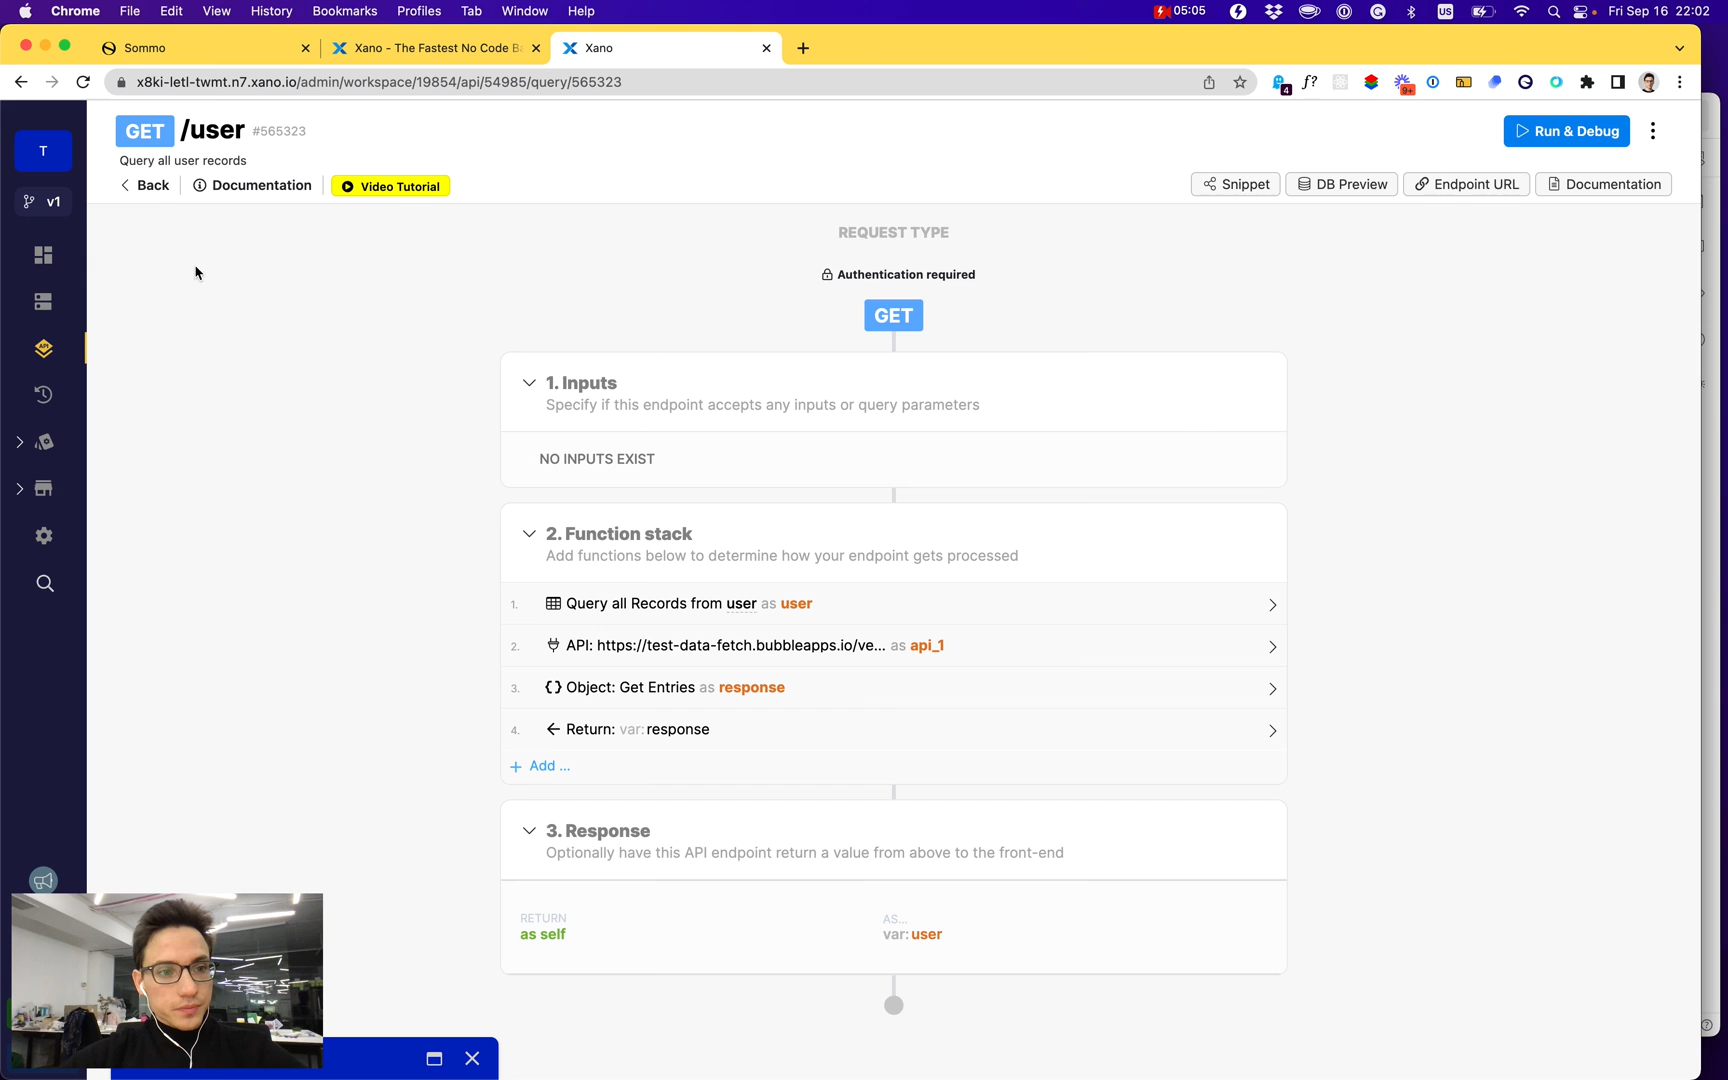 Chrome File Edit View History Bookmarks Profiles Tab Window Help 05:05 US Fri Sep 16 22:02
Sommo Xano - The Fastest No Code Ba Xano
x8ki-letl-twmt.n7.xano.io/admin/workspace/19854/api/54985/query/565323 4 f? 9+
T
v1
API
GET /user #565323
Run & Debug
Query all user records
Back Documentation Video Tutorial
Snippet DB Preview Endpoint URL Documentation
REQUEST TYPE
Authentication required
GET
1. Inputs
Specify if this endpoint accepts any inputs or query parameters
NO INPUTS EXIST
2. Function stack
Add functions below to determine how your endpoint gets processed
1. Query all Records from user as user
2. API: https://test-data-fetch.bubbleapps.io/ve... as api_1
3. {} Object: Get Entries as response
4. Return: var:response
+ Add ...
3. Response
Optionally have this API endpoint return a value from above to the front-end
RETURN
as self
AS...
var:user